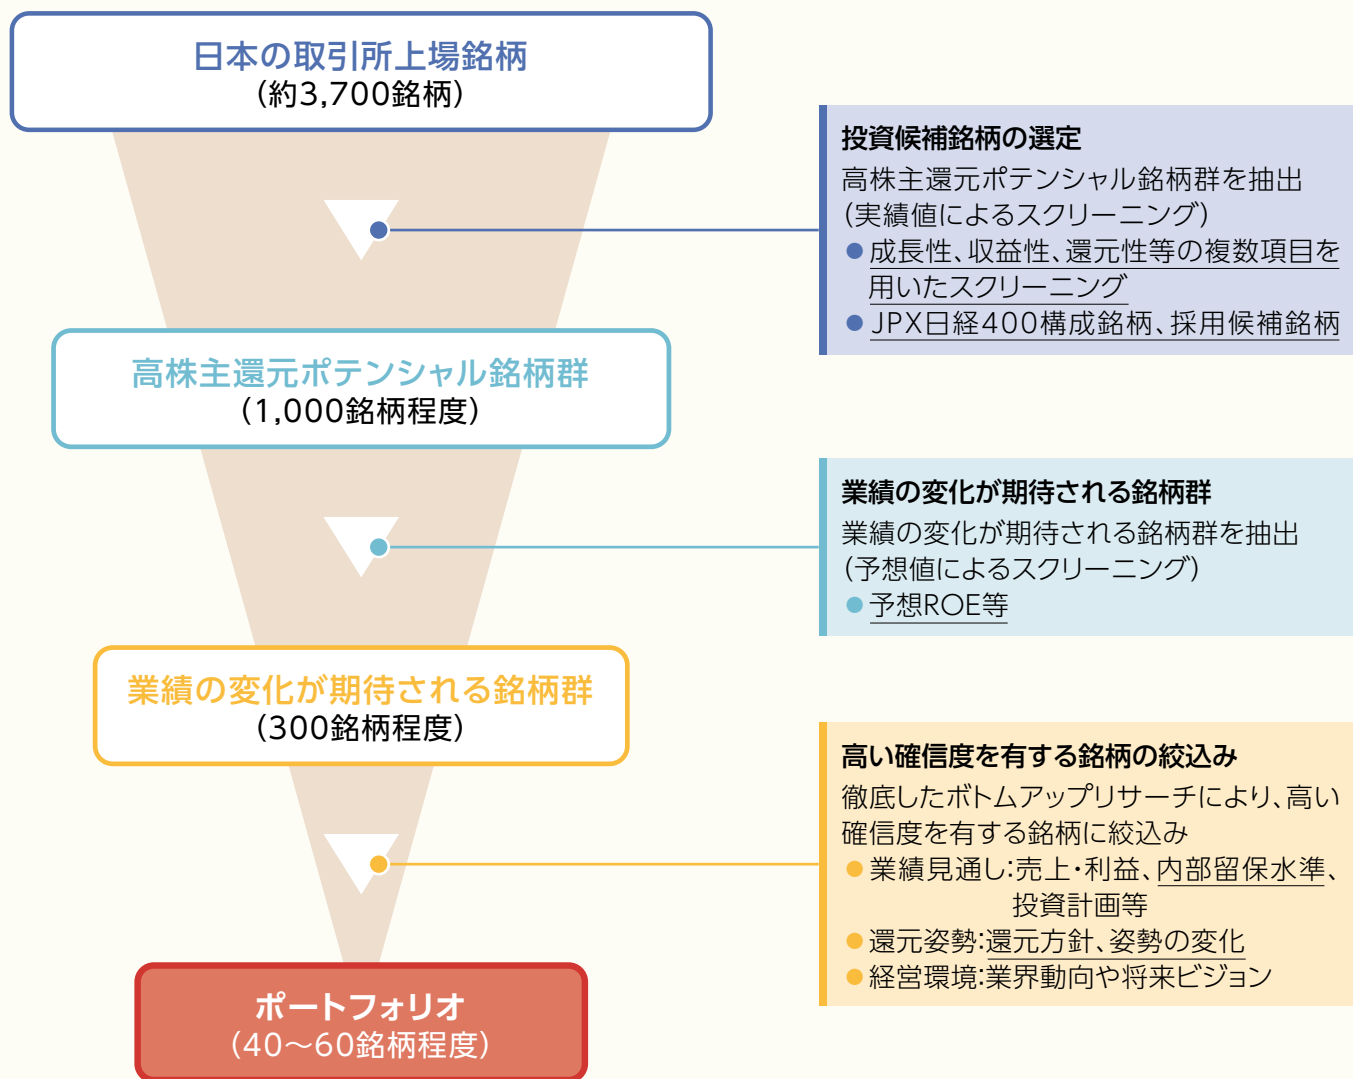 日本の取引所上場銘柄
(約3,700銘柄)
投資候補銘柄の選定
高株主還元ポテンシャル銘柄群を抽出
(実績値によるスクリーニング)
●成長性、収益性、還元性等の複数項目を
用いたスクリーニング
●JPX日経400構成銘柄、採用候補銘柄
高株主還元ポテンシャル銘柄群
(1,000銘柄程度)
業績の変化が期待される銘柄群
業績の変化が期待される銘柄群を抽出
(予想値によるスクリーニング)
●予想ROE等
業績の変化が期待される銘柄群
(300銘柄程度)
高い確信度を有する銘柄の絞込み
徹底したボトムアップリサーチにより、高い
確信度を有する銘柄に絞込み
●業績見通し:売上・利益、内部留保水準、
投資計画等
●還元姿勢:還元方針、姿勢の変化
●経営環境:業界動向や将来ビジョン
ポートフォリオ
(40~60銘柄程度)